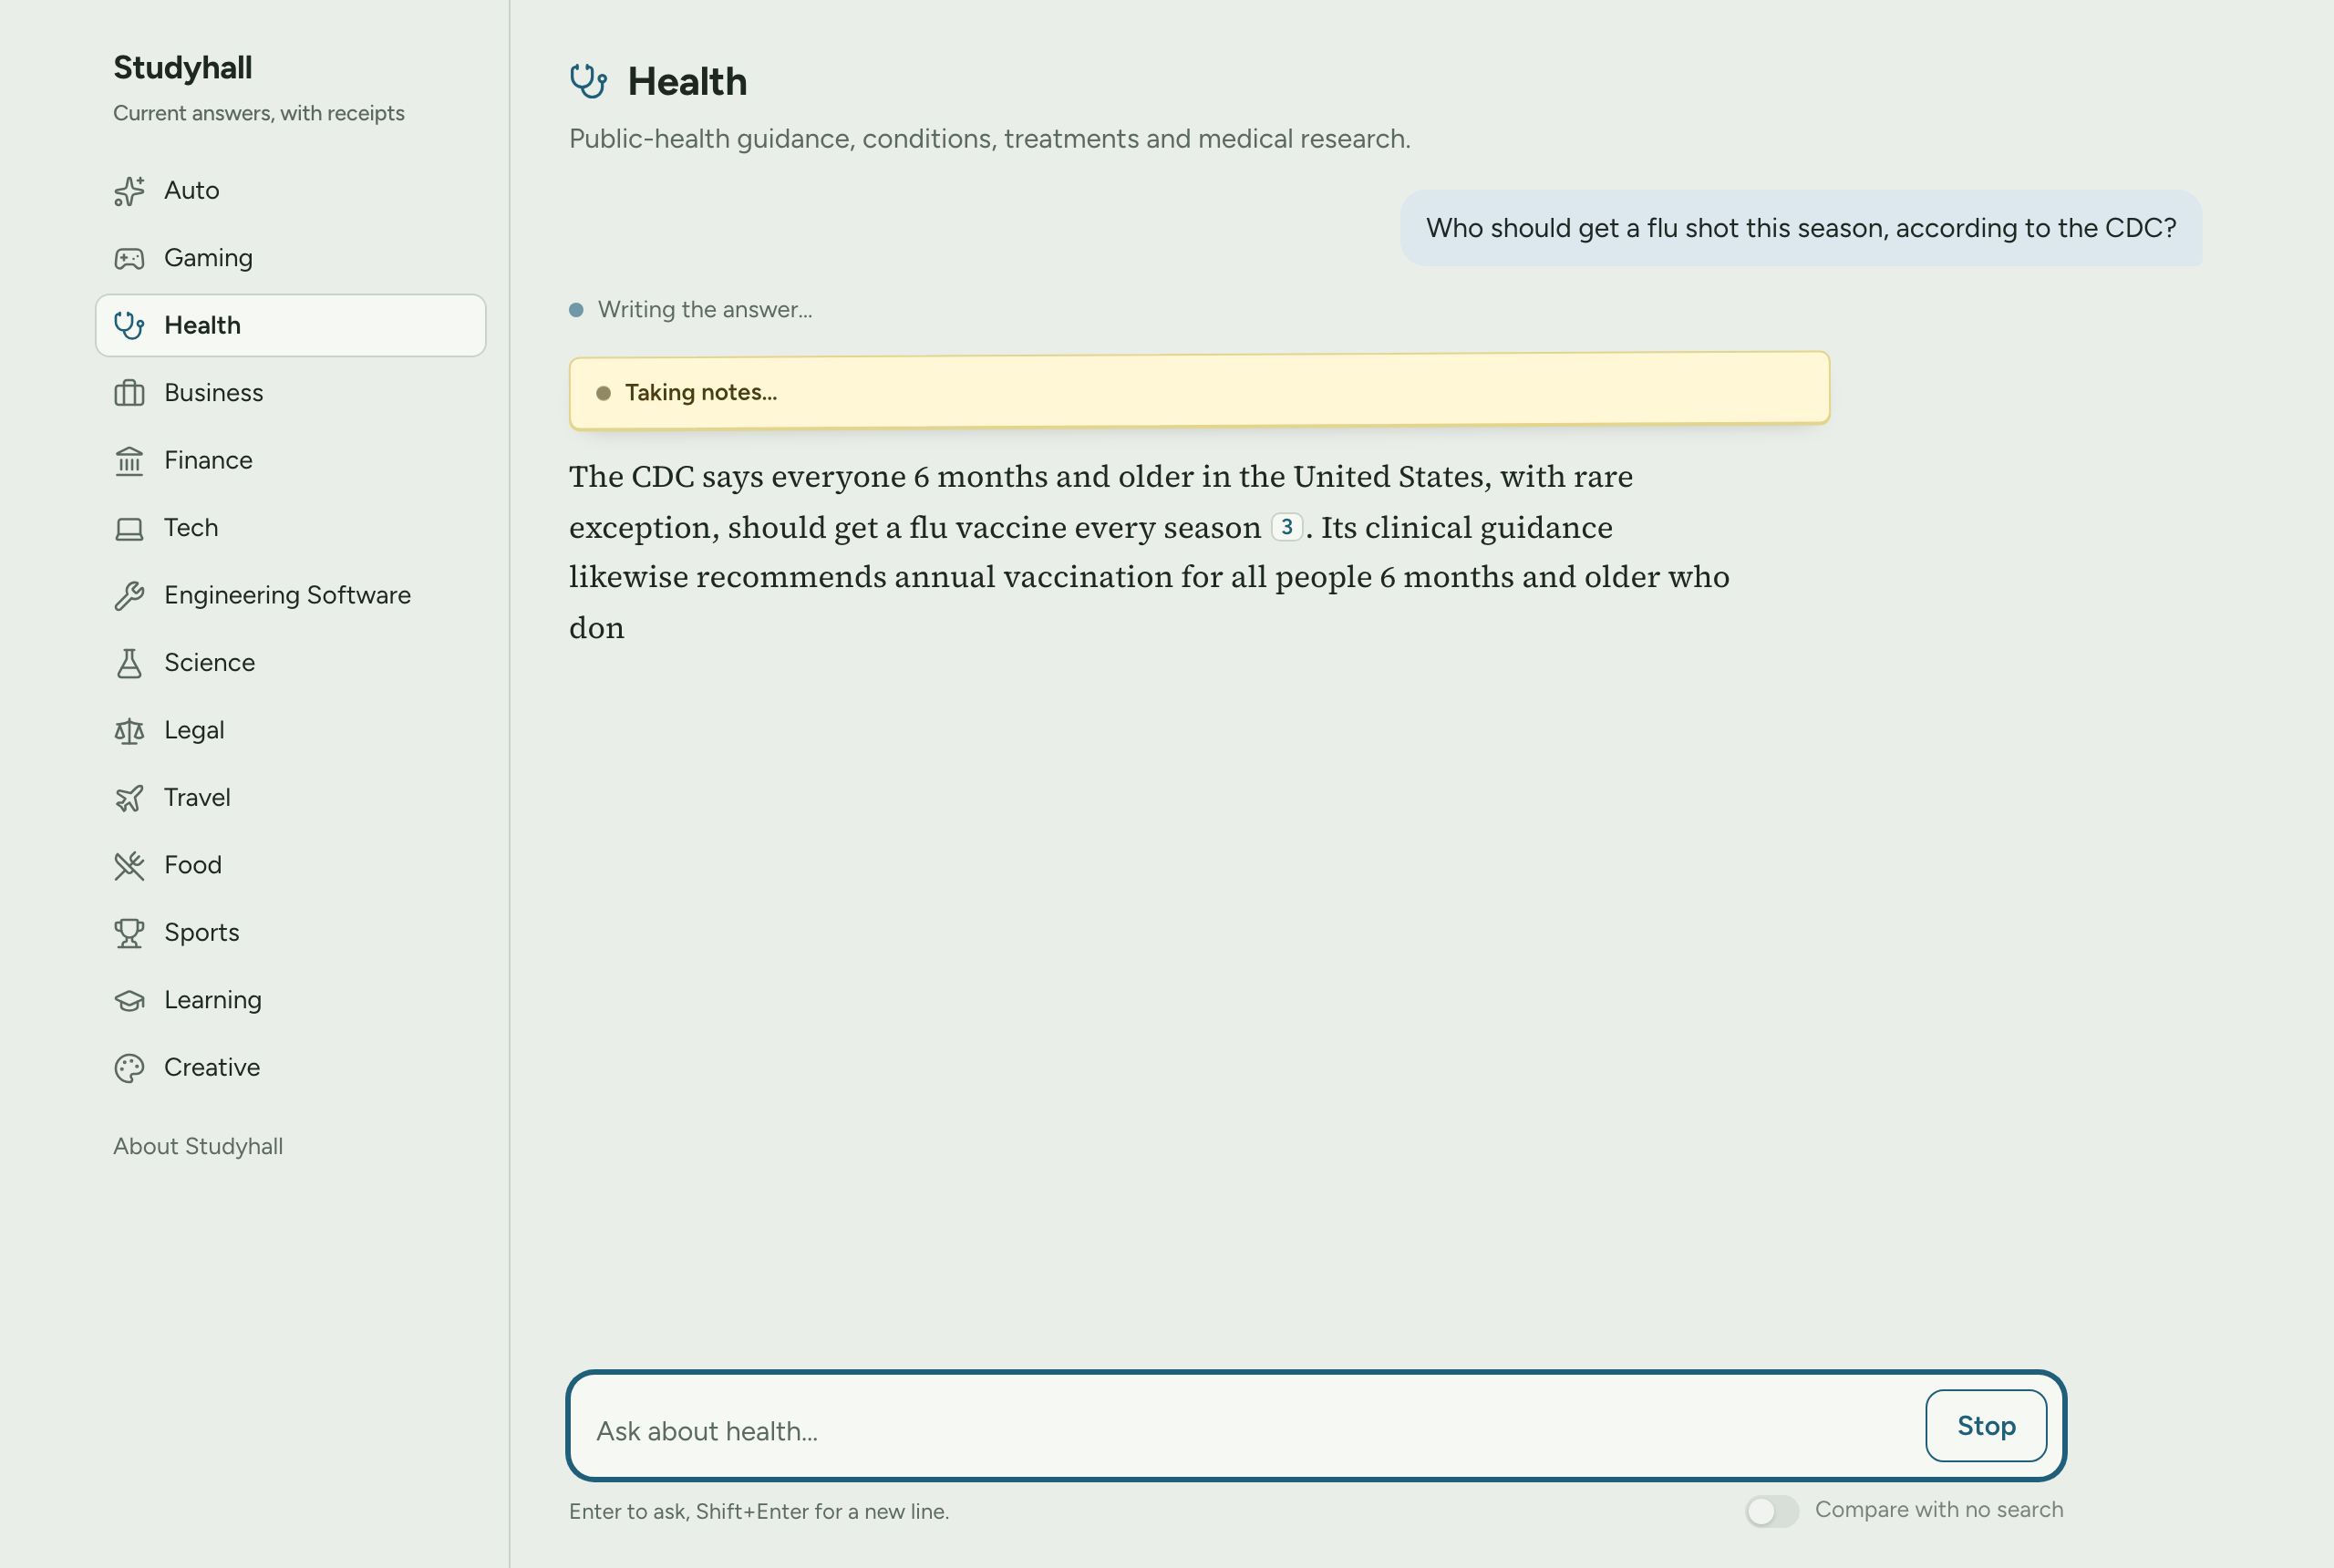 Studyhall
Current answers, with receipts
Auto
Gaming
Health
Business
Finance
Tech
Engineering Software
Science
Legal
Travel
Food
Sports
Learning
Creative
About Studyhall
Health
Public-health guidance, conditions, treatments and medical research.
Who should get a flu shot this season, according to the CDC?
Writing the answer...
Taking notes...
The CDC says everyone 6 months and older in the United States, with rare
exception, should get a flu vaccine every season 3. Its clinical guidance
likewise recommends annual vaccination for all people 6 months and older who
don
Ask about health...
Stop
Enter to ask, Shift+Enter for a new line.
Compare with no search